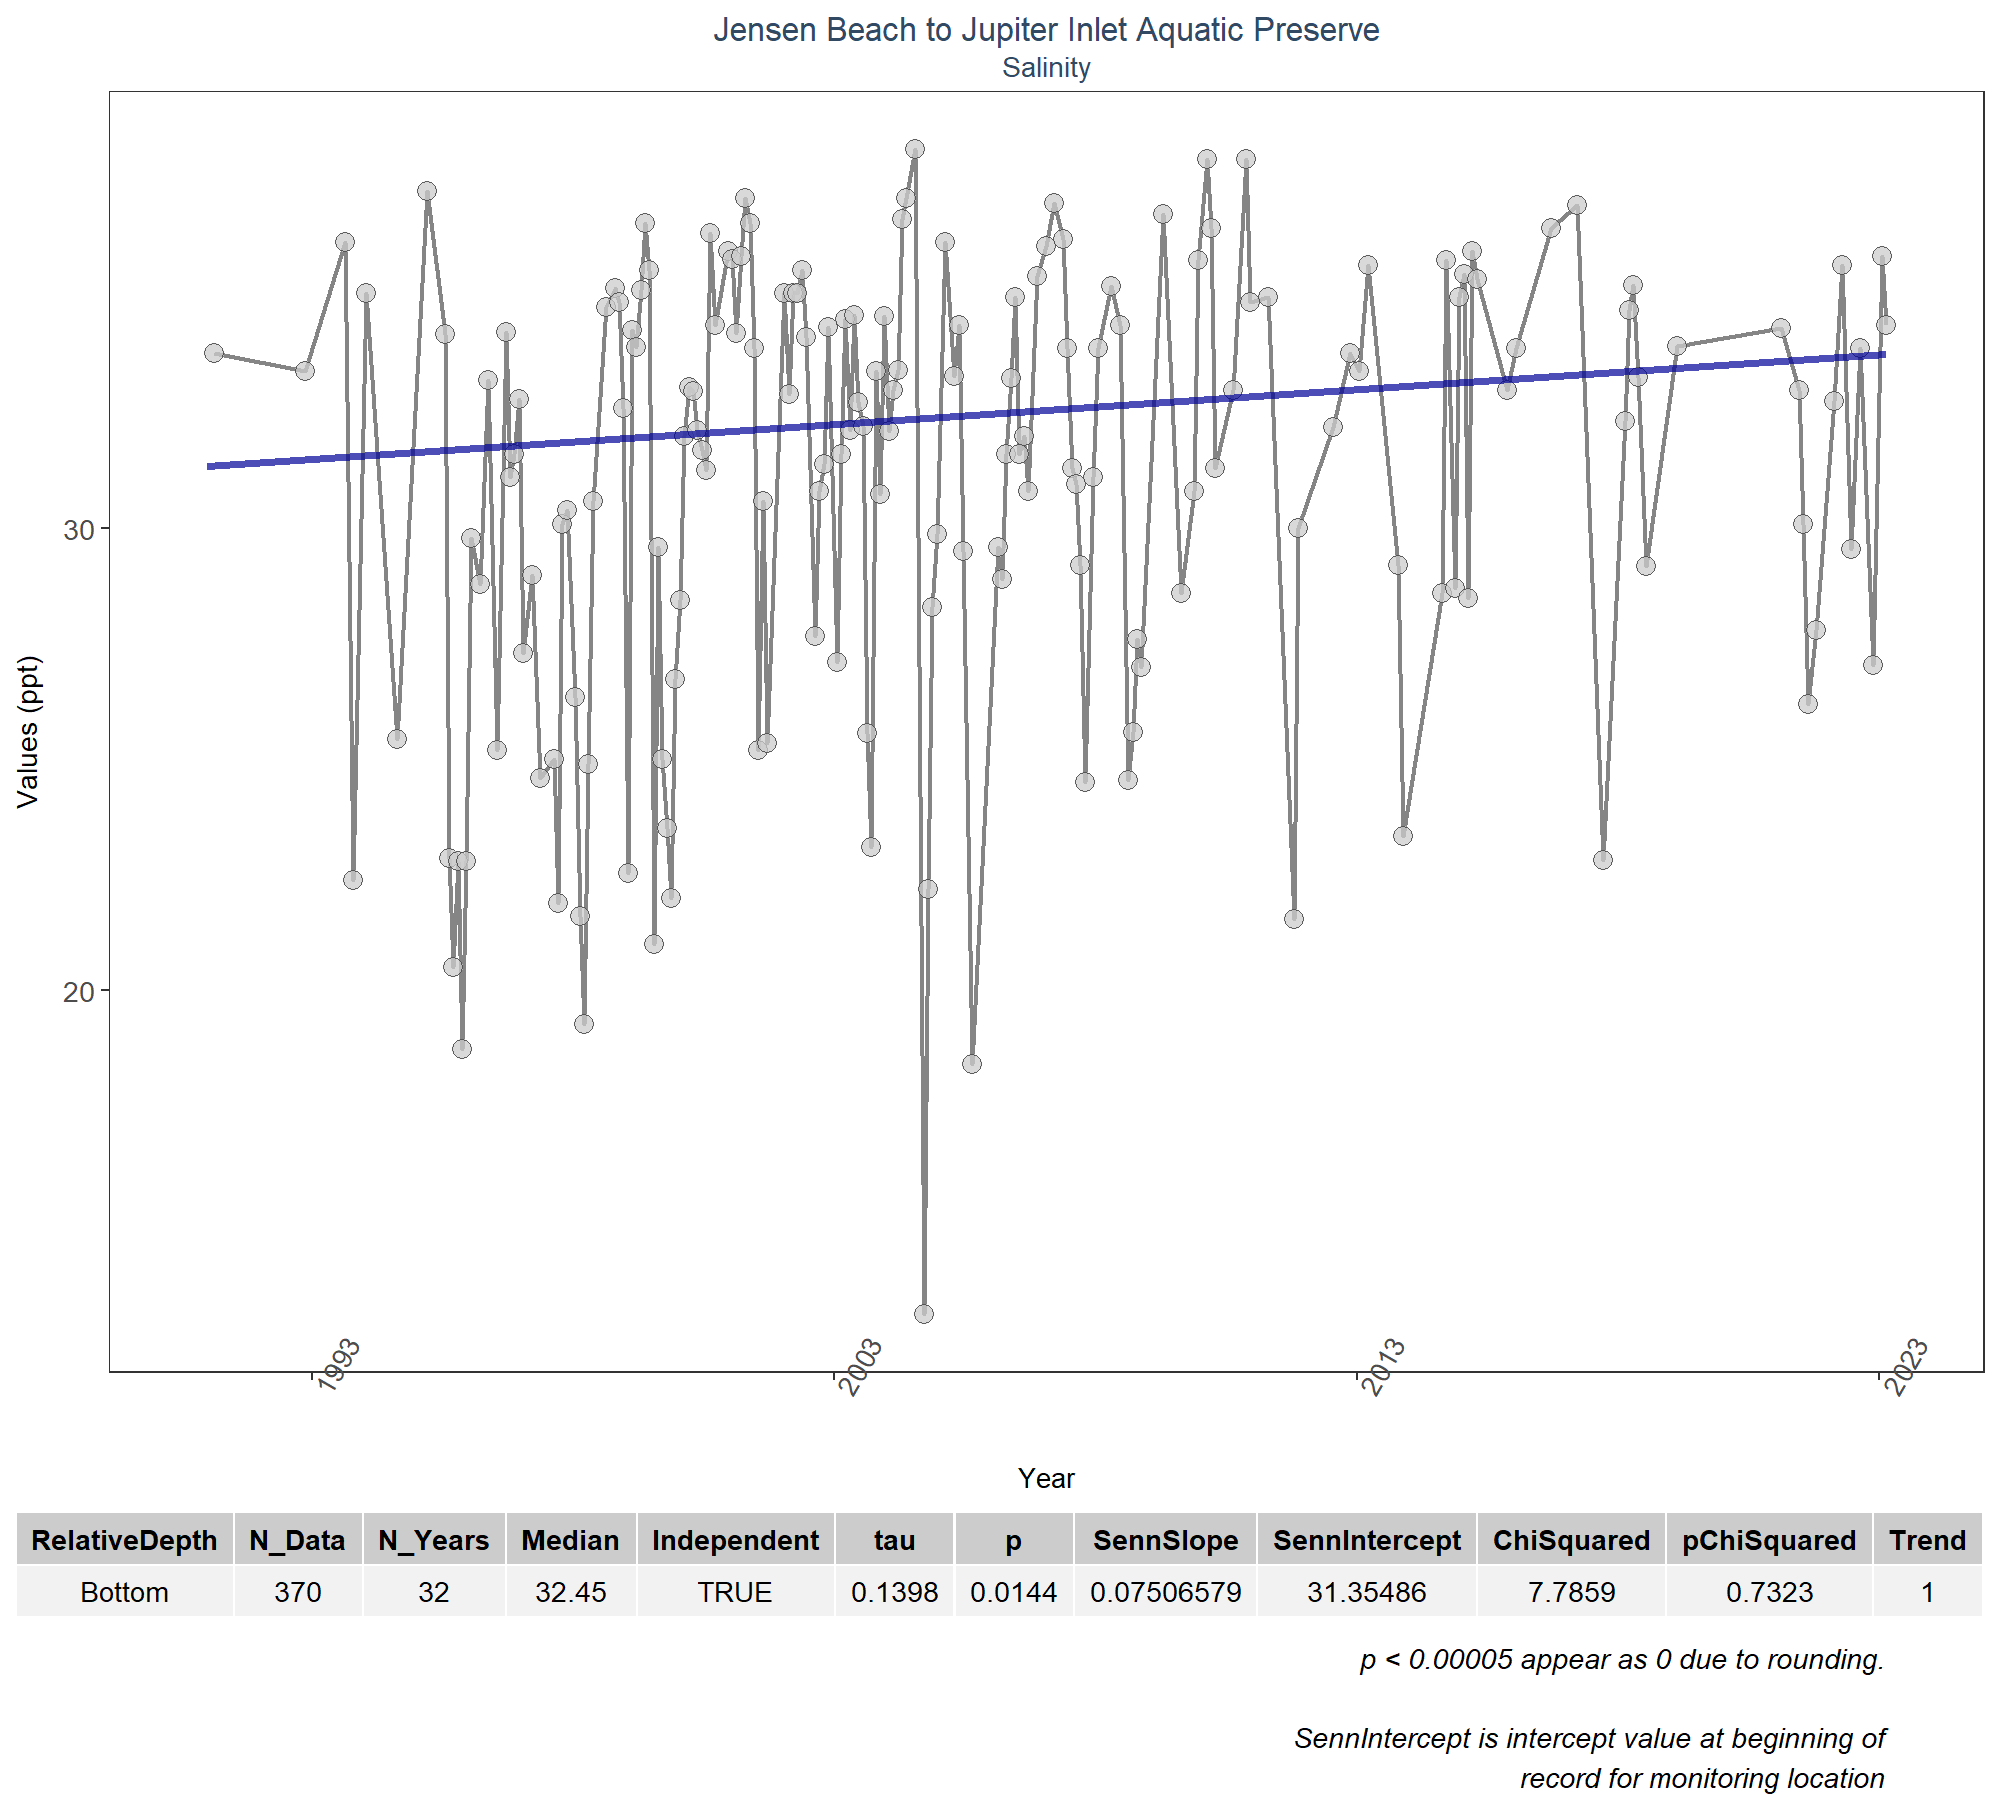 Jensen Beach to Jupiter Inlet Aquatic Preserve
Salinity
Values (ppt)
30
20
1993
2003
2013
2023
Year
RelativeDepth N_Data N_Years Median Independent tau p SennSlope SennIntercept ChiSquared pChiSquared Trend
Bottom 370 32 32.45 TRUE 0.1398 0.0144 0.07506579 31.35486 7.7859 0.7323 1
p < 0.00005 appear as 0 due to rounding.
SennIntercept is intercept value at beginning of
record for monitoring location